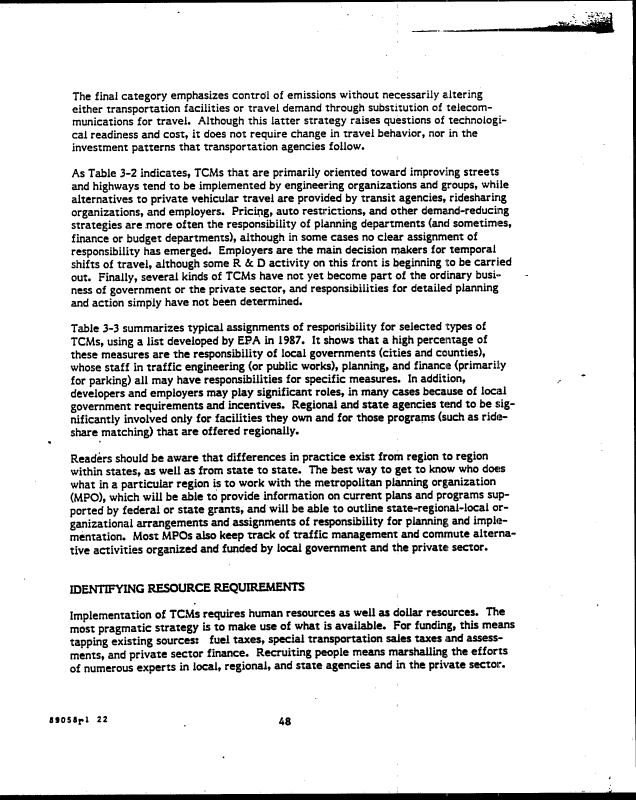 The final category emphasizes control of emissions without necessarily altering
either transportation facilities or travel demand through substitution of telecom-
munications for travel. Although this latter strategy raises questions of technologi-
cal readiness and cost, it does not require change in travel behavior, nor in the
investment patterns that transportation agencies follow.
As Table 3-2 indicates, TCMs that are primarily oriented toward improving streets
and highways tend to be implemented by engineering organizations and groups, while
alternatives to private vehicular travel are provided by transit agencies, ridesharing
organizations, and employers. Pricing, auto restrictions, and other demand-reducing
strategies are more often the responsibility of planning departments (and sometimes,
finance or budget departments), although in some cases no clear assignment of
responsibility has emerged. Employers are the main decision makers for temporal
shifts of travel, although some R & D activity on this front is beginning to be carried
out. Finally, several kinds of TCMs have not yet become part of the ordinary busi-
ness of government or the private sector, and responsibilities for detailed planning
and action simply have not been determined.
Table 3-3 summarizes typical assignments of responsibility for selected types of
TCMs, using a list developed by EPA in 1987. It shows that a high percentage of
these measures are the responsibility of local governments (cities and counties),
whose staff in traffic engineering (or public works), planning, and finance (primarily
for parking) all may have responsibilities for specific measures. In addition,
developers and employers may play significant roles, in many cases because of local
government requirements and incentives. Regional and state agencies tend to be sig-
nificantly involved only for facilities they own and for those programs (such as ride-
share matching) that are offered regionally.
Readers should be aware that differences in practice exist from region to region
within states, as well as from state to state. The best way to get to know who does
what in a particular region is to work with the metropolitan planning organization
(MPO), which will be able to provide information on current plans and programs sup-
ported by federal or state grants, and will be able to outline state-regional-local or-
ganizational arrangements and assignments of responsibility for planning and imple-
mentation. Most MPOs also keep track of traffic management and commute alterna-
tive activities organized and funded by local government and the private sector.
IDENTIFYING RESOURCE REQUIREMENTS
Implementation of TCMs requires human resources as well as dollar resources. The
most pragmatic strategy is to make use of what is available. For funding, this means
tapping existing sources: fuel taxes, special transportation sales taxes and assess-
ments, and private sector finance. Recruiting people means marshalling the efforts
of numerous experts in local, regional, and state agencies and in the private sector.
89058r1 22
48